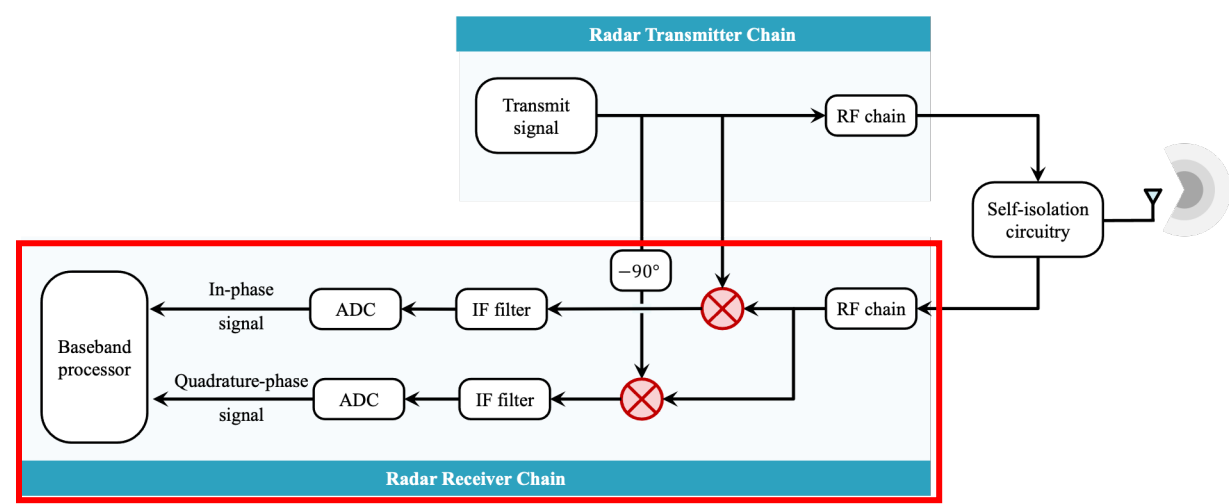 Radar Transmitter Chain
Transmit
signal
RF chain
Self-isolation
circuitry
−90°
In-phase
signal
ADC
IF filter
RF chain
Baseband
processor
Quadrature-phase
signal
ADC
IF filter
Radar Receiver Chain